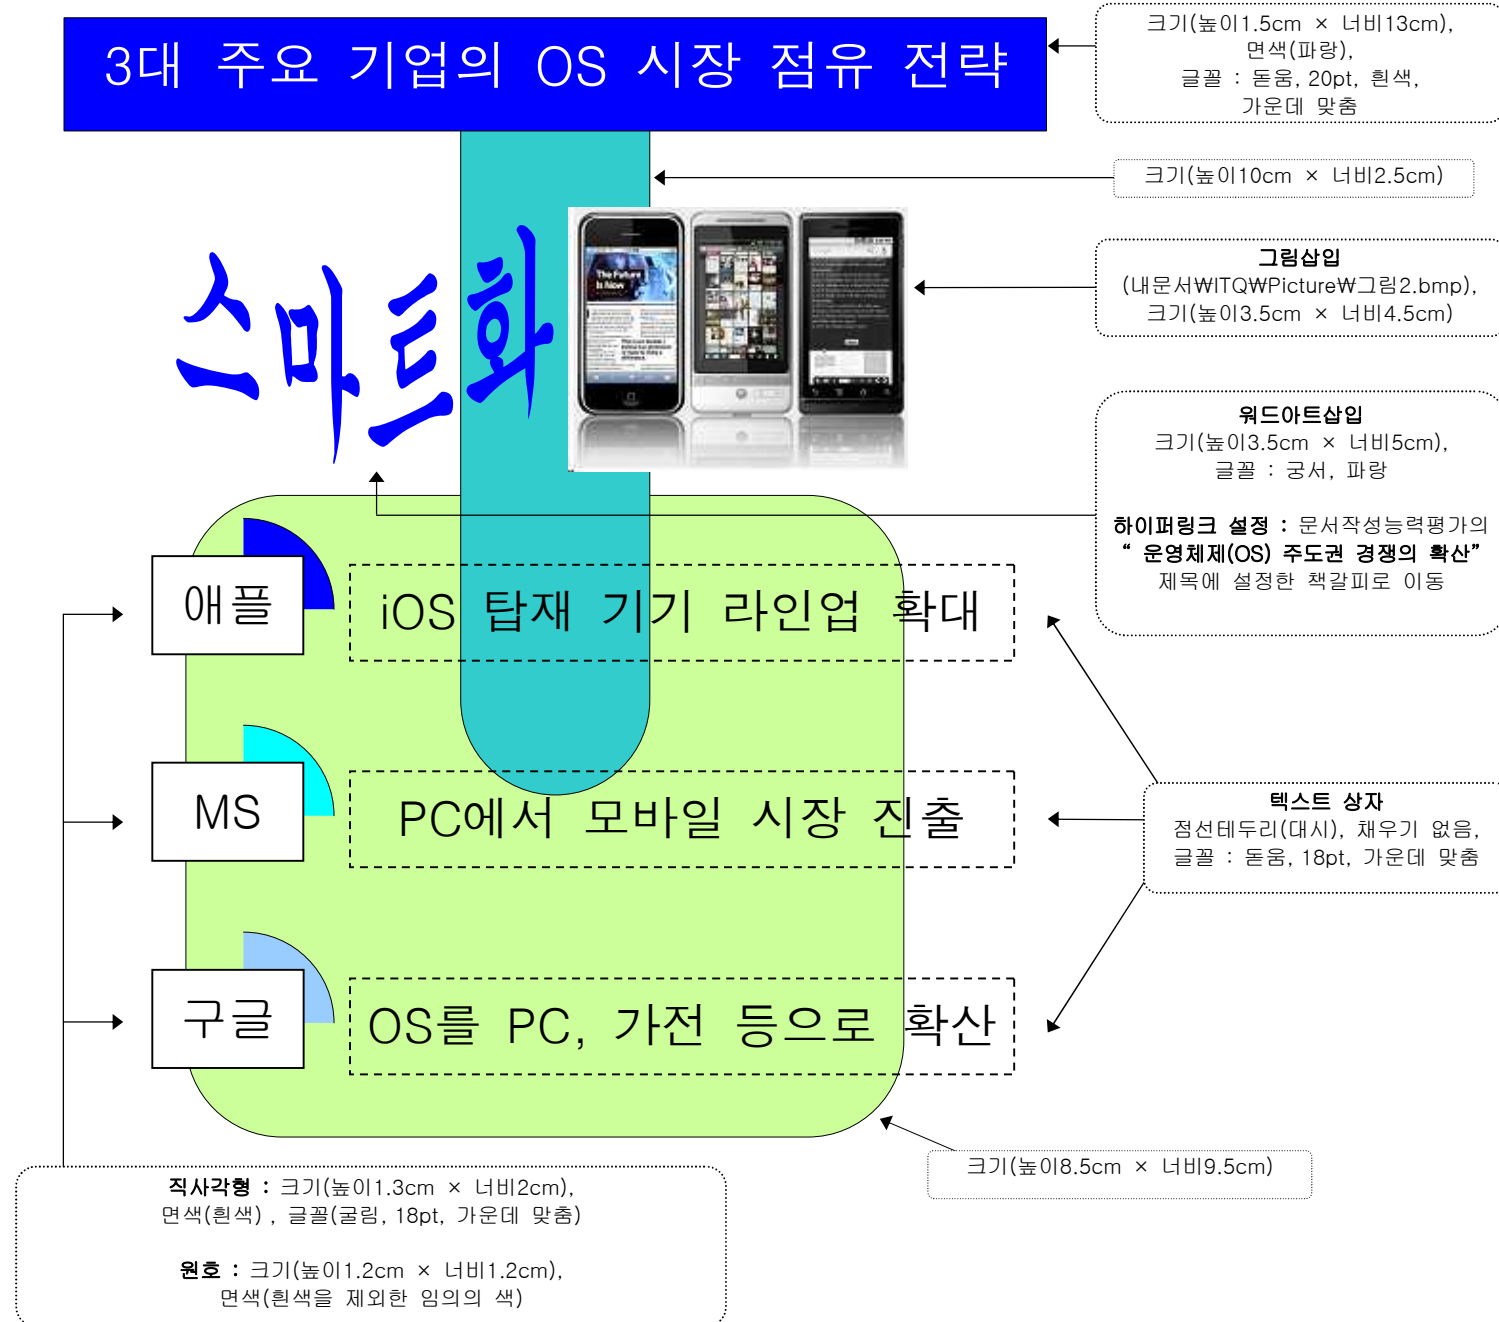 3대 주요 기업의 OS 시장 점유 전략
크기(높이1.5cm × 너비13cm),
면색(파랑),
글꼴 : 돋움, 20pt, 흰색,
가운데 맞춤
크기(높이10cm × 너비2.5cm)
스마트화
The Future
Is Now
그림삽입
(내문서₩ITQ₩Picture₩그림2.bmp),
크기(높이3.5cm × 너비4.5cm)
워드아트삽입
크기(높이3.5cm × 너비5cm),
글꼴 : 궁서, 파랑
하이퍼링크 설정 : 문서작성능력평가의
“ 운영체제(OS) 주도권 경쟁의 확산”
제목에 설정한 책갈피로 이동
애플
iOS 탑재 기기 라인업 확대
MS
PC에서 모바일 시장 진출
텍스트 상자
점선테두리(대시), 채우기 없음,
글꼴 : 돋움, 18pt, 가운데 맞춤
구글
OS를 PC, 가전 등으로 확산
크기(높이8.5cm × 너비9.5cm)
직사각형 : 크기(높이1.3cm × 너비2cm),
면색(흰색) , 글꼴(굴림, 18pt, 가운데 맞춤)
원호 : 크기(높이1.2cm × 너비1.2cm),
면색(흰색을 제외한 임의의 색)